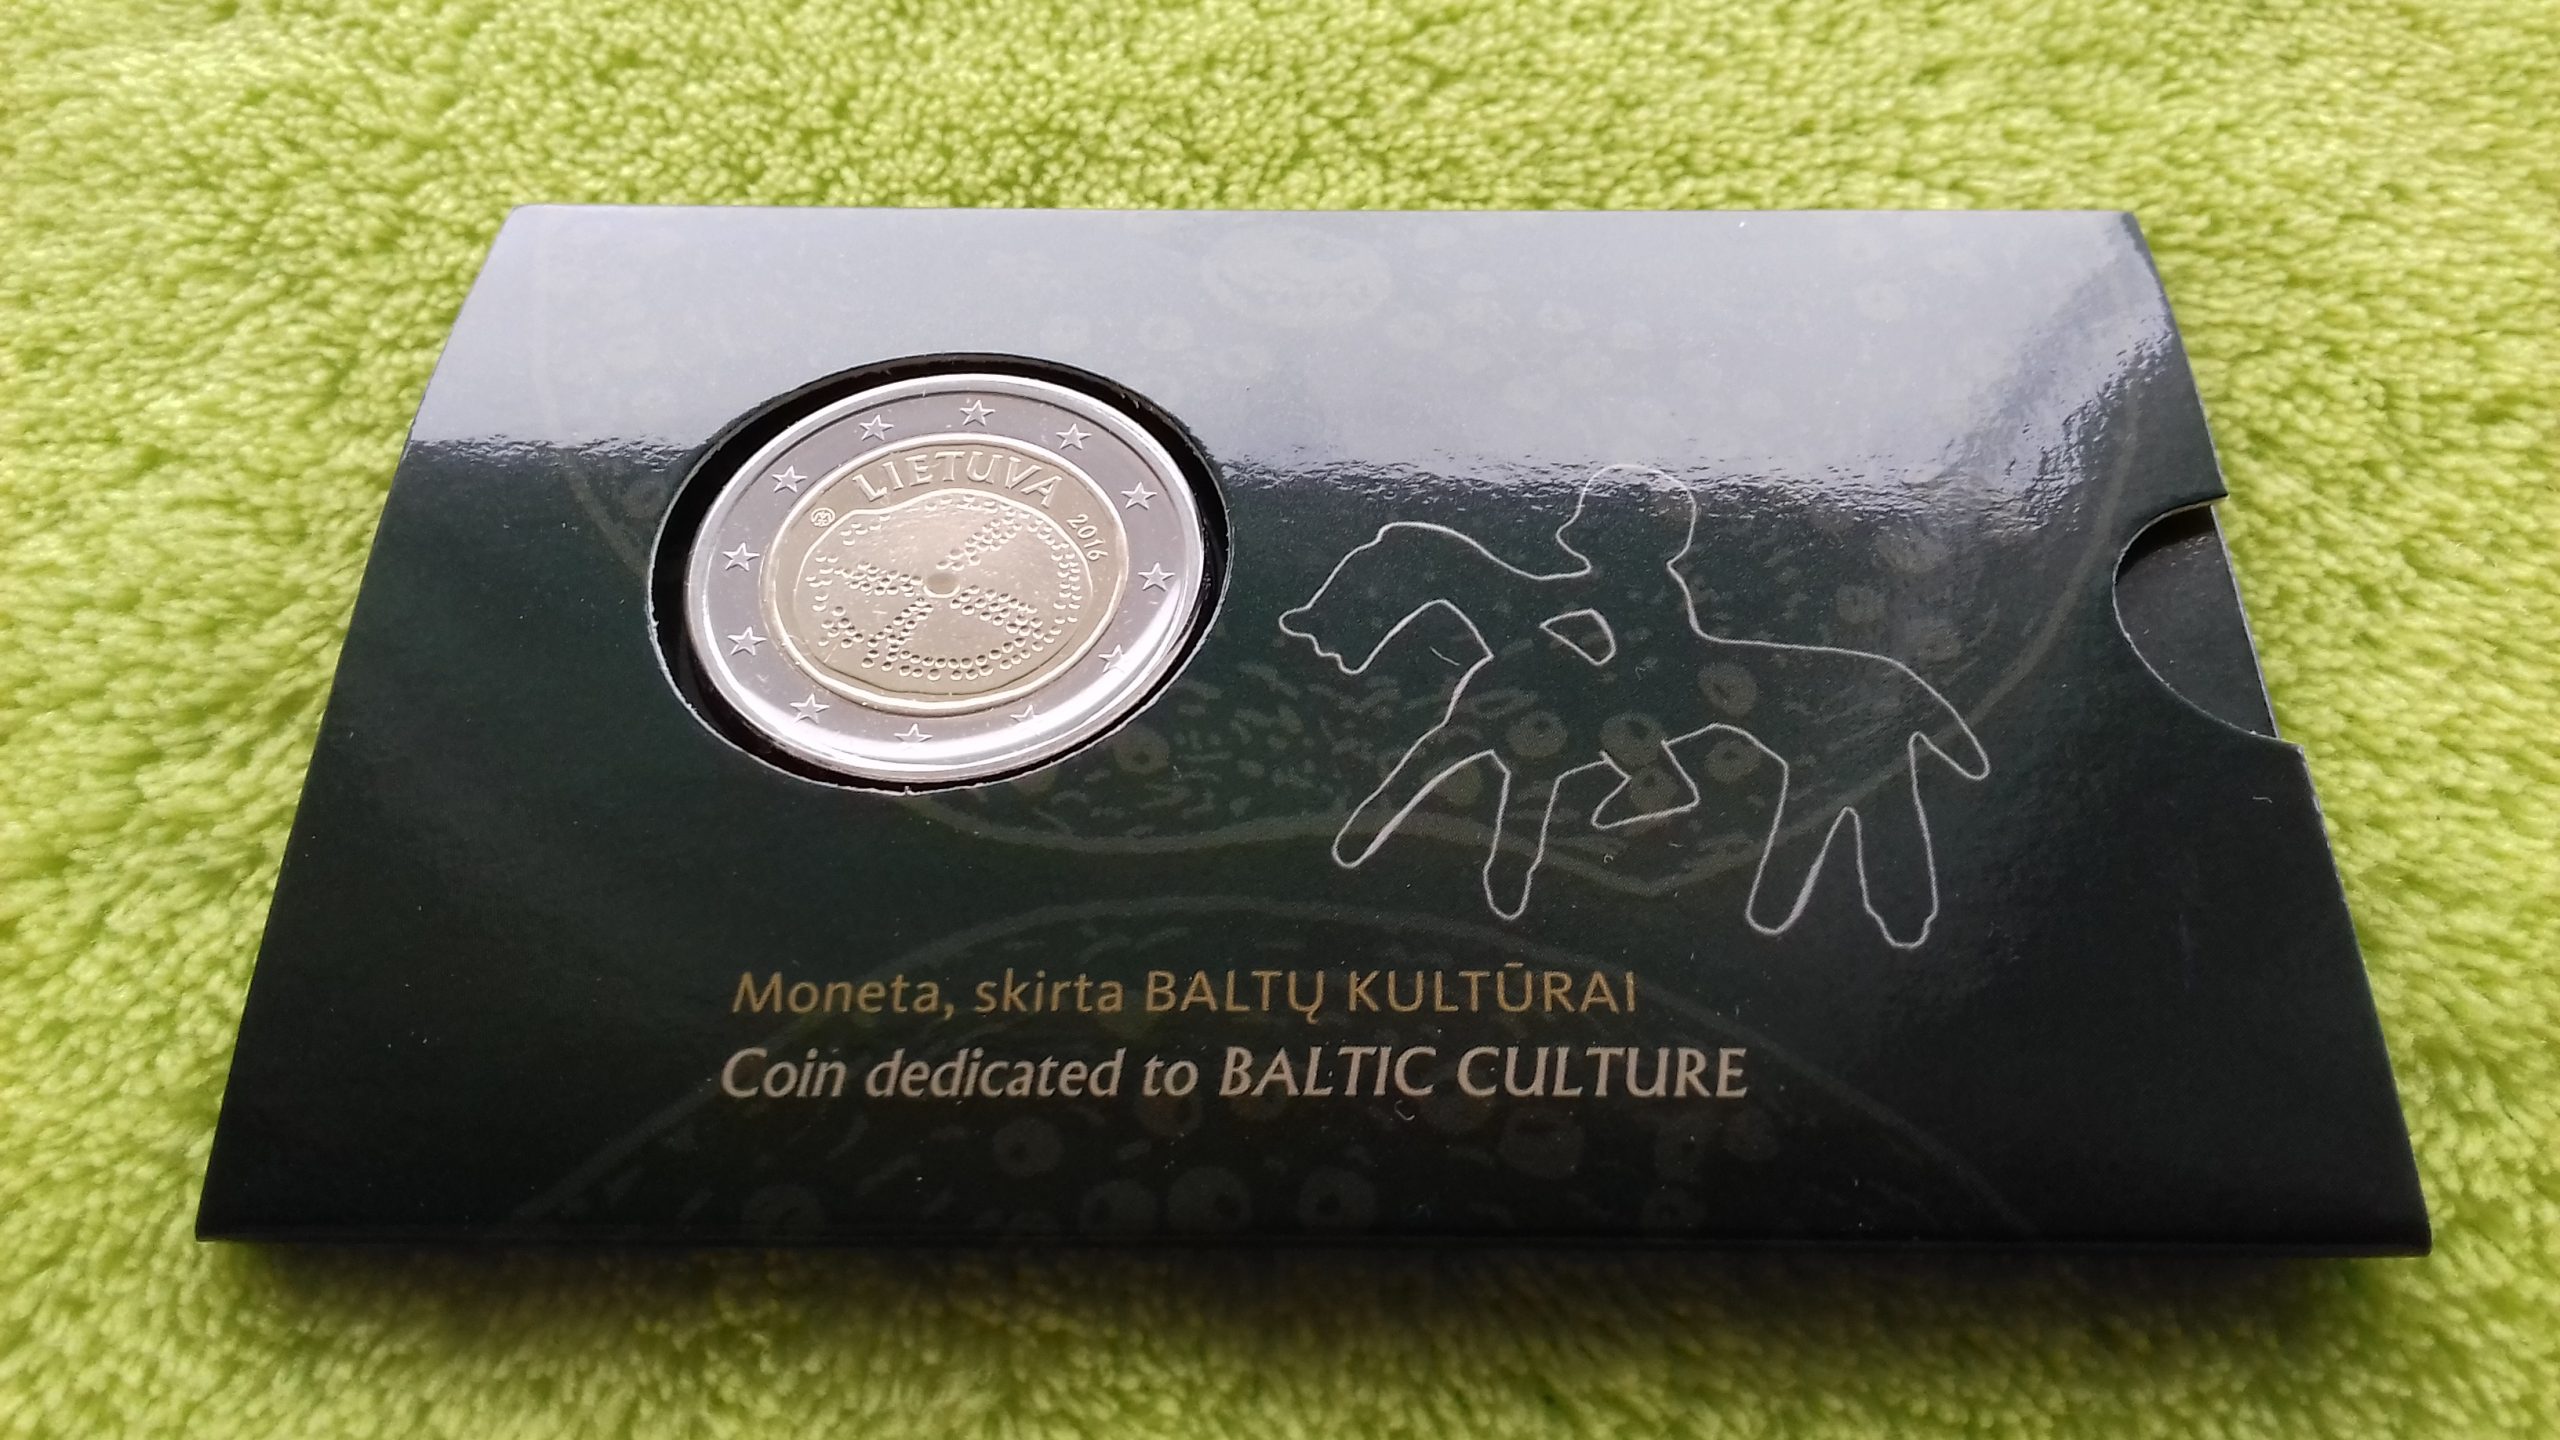 LIETUVA
2016
Moneta, skirta BALTŲ KULTŪRAI
Coin dedicated to BALTIC CULTURE